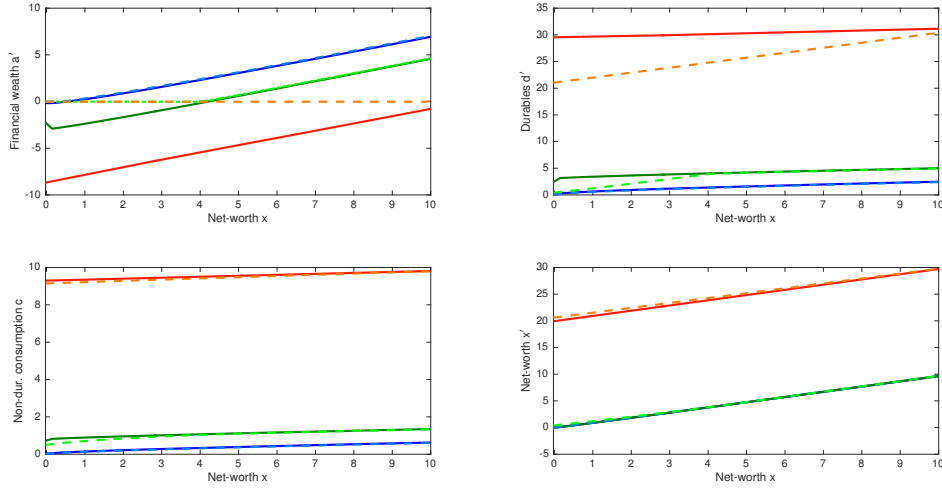 10
5
0
-5
-10
0 1 2 3 4 5 6 7 8 9 10
Net-worth x
Financial wealth a'
35
30
25
20
15
10
5
0
0 1 2 3 4 5 6 7 8 9 10
Net-worth x
Durables d'
10
8
6
4
2
0
0 1 2 3 4 5 6 7 8 9 10
Net-worth x
Non-dur. consumption c
30
25
20
15
10
5
0
-5
0 1 2 3 4 5 6 7 8 9 10
Net-worth x
Net-worth x'